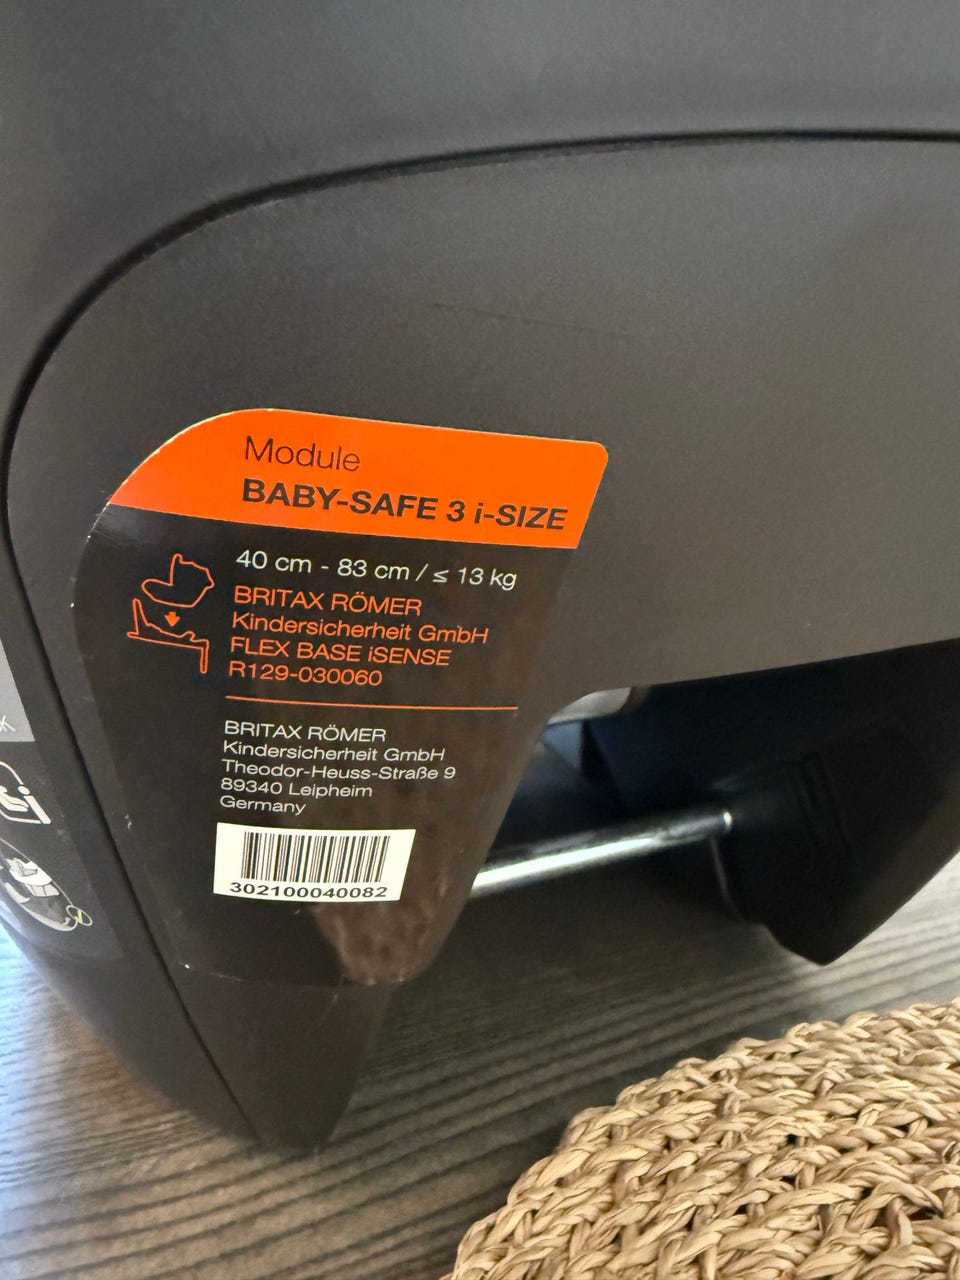 Module
BABY-SAFE 3 i-SIZE
40 cm - 83 cm / ≤ 13 kg
BRITAX RÖMER
Kindersicherheit GmbH
FLEX BASE iSENSE
R129-030060
BRITAX RÖMER
Kindersicherheit GmbH
Theodor-Heuss-Straße 9
89340 Leipheim
Germany
302100040082